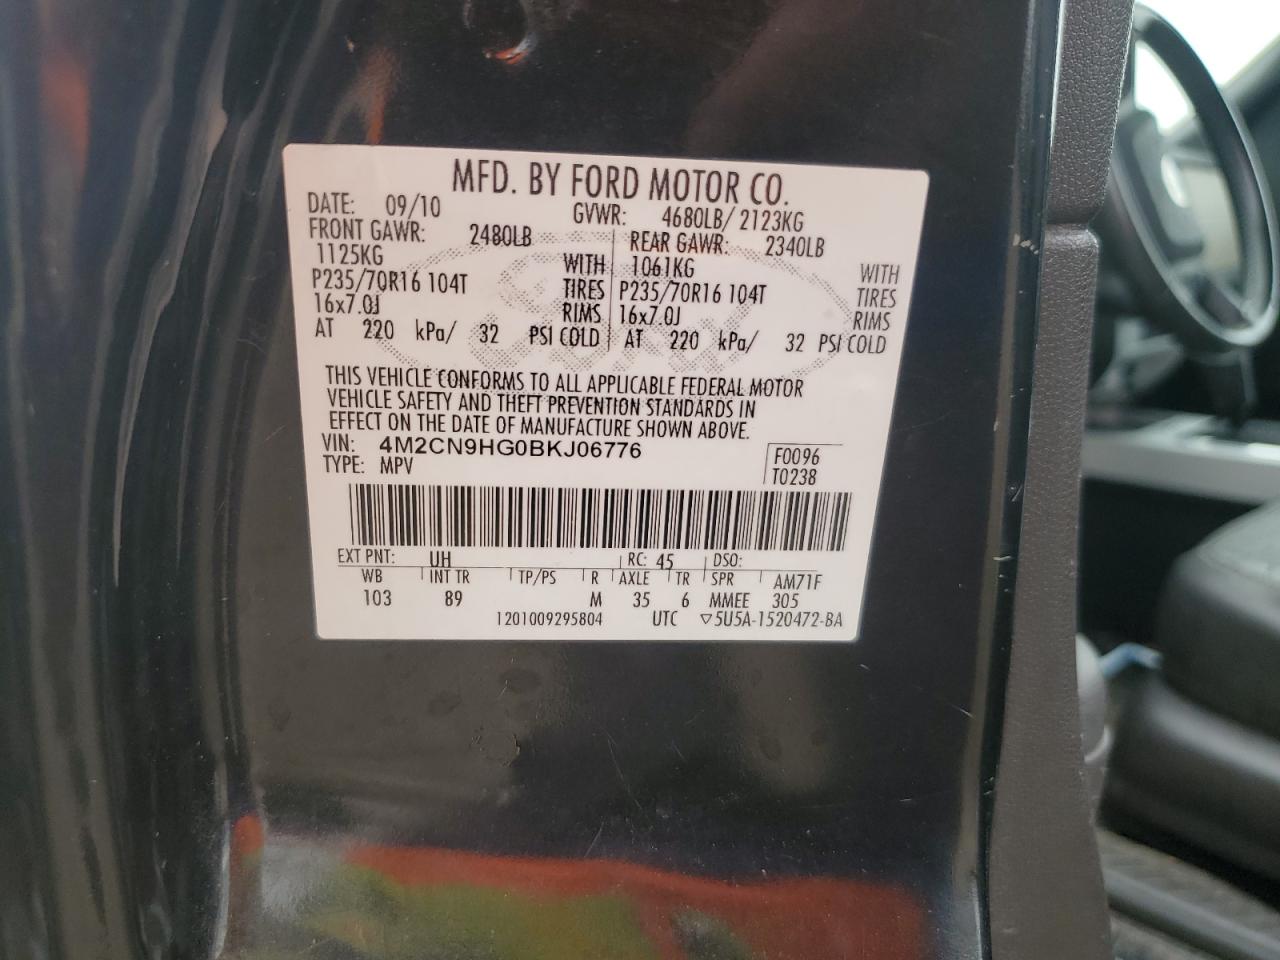 MFD. BY FORD MOTOR CO.
DATE: 09/10 GVWR: 4680LB/ 2123KG
FRONT GAWR: 2480LB REAR GAWR: 2340LB
1125KG WITH 1061KG WITH
P235/70R16 104T TIRES P235/70R16 104T TIRES
16x7.0J RIMS 16x7.0J RIMS
AT 220 kPa/ 32 PSI COLD AT 220 kPa/ 32 PSI COLD
THIS VEHICLE CONFORMS TO ALL APPLICABLE FEDERAL MOTOR
VEHICLE SAFETY AND THEFT PREVENTION STANDARDS IN
EFFECT ON THE DATE OF MANUFACTURE SHOWN ABOVE.
VIN: 4M2CN9HG0BKJ06776 F0096
TYPE: MPV T0238
EXT PNT: UH RC: 45 DSO:
WB INT TR TP/PS R AXLE TR SPR AM71F
103 89 M 35 6 MMEE 305
1201009295804 UTC ▽5U5A-1520472-BA